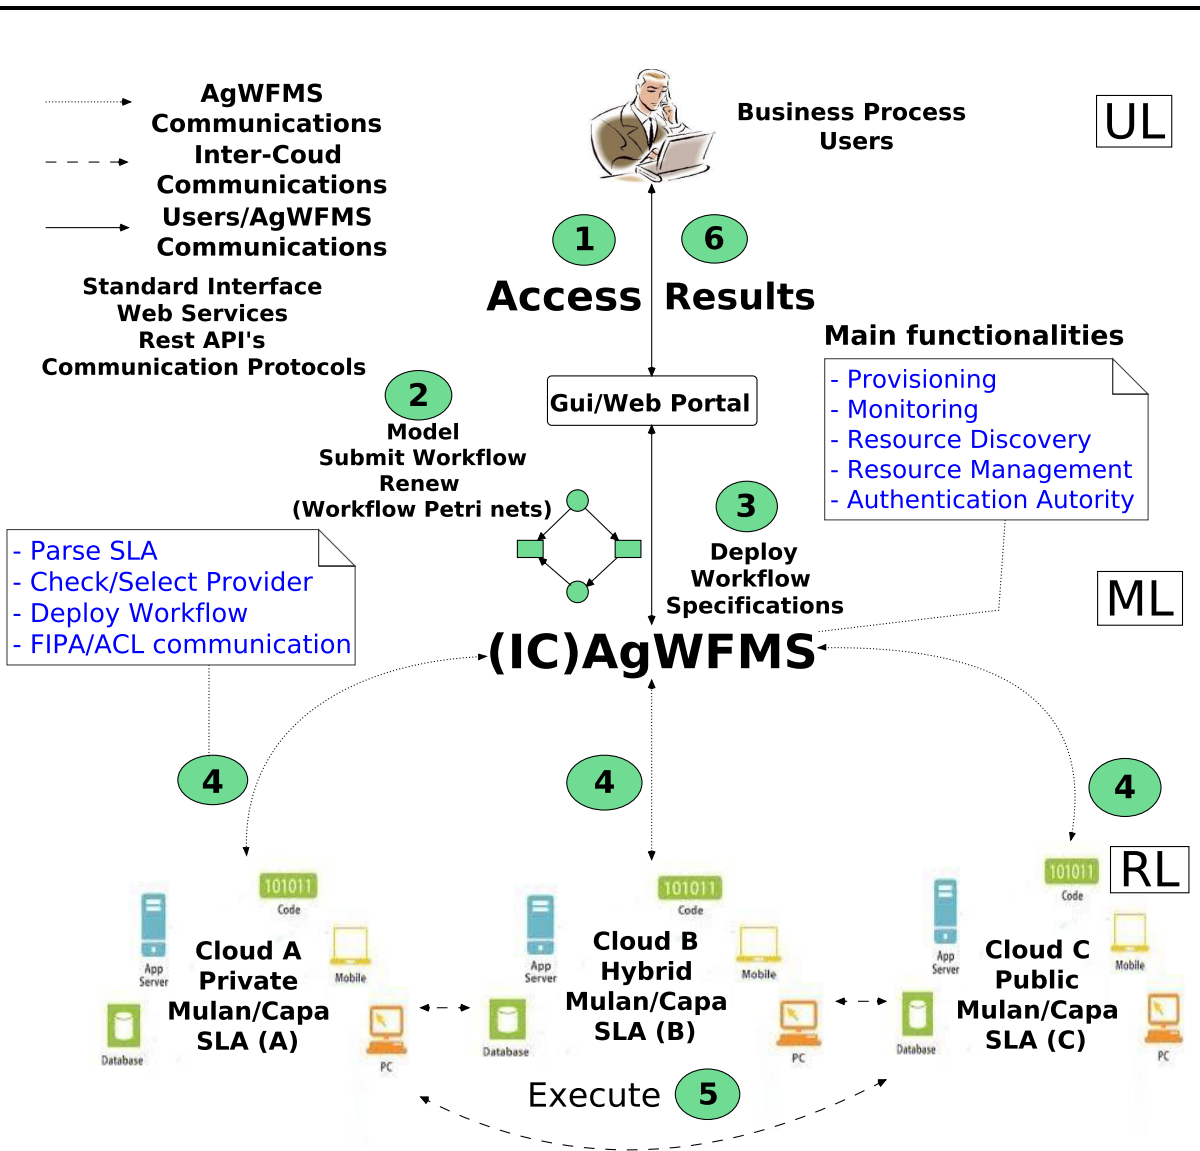 AgWFMS
Communications
Inter-Coud
Communications
Users/AgWFMS
Communications
Standard Interface
Web Services
Rest API's
Communication Protocols
Business Process
Users
UL
1
6
Access
Results
Gui/Web Portal
2
Model
Submit Workflow
Renew
(Workflow Petri nets)
3
Deploy
Workflow
Specifications
Main functionalities
- Provisioning
- Monitoring
- Resource Discovery
- Resource Management
- Authentication Autority
- Parse SLA
- Check/Select Provider
- Deploy Workflow
- FIPA/ACL communication
ML
(IC)AgWFMS
4
4
4
RL
101011
Code
App
Server
Mobile
Database
PC
Cloud A
Private
Mulan/Capa
SLA (A)
101011
Code
App
Server
Mobile
Database
PC
Cloud B
Hybrid
Mulan/Capa
SLA (B)
101011
Code
App
Server
Mobile
Database
PC
Cloud C
Public
Mulan/Capa
SLA (C)
Execute
5